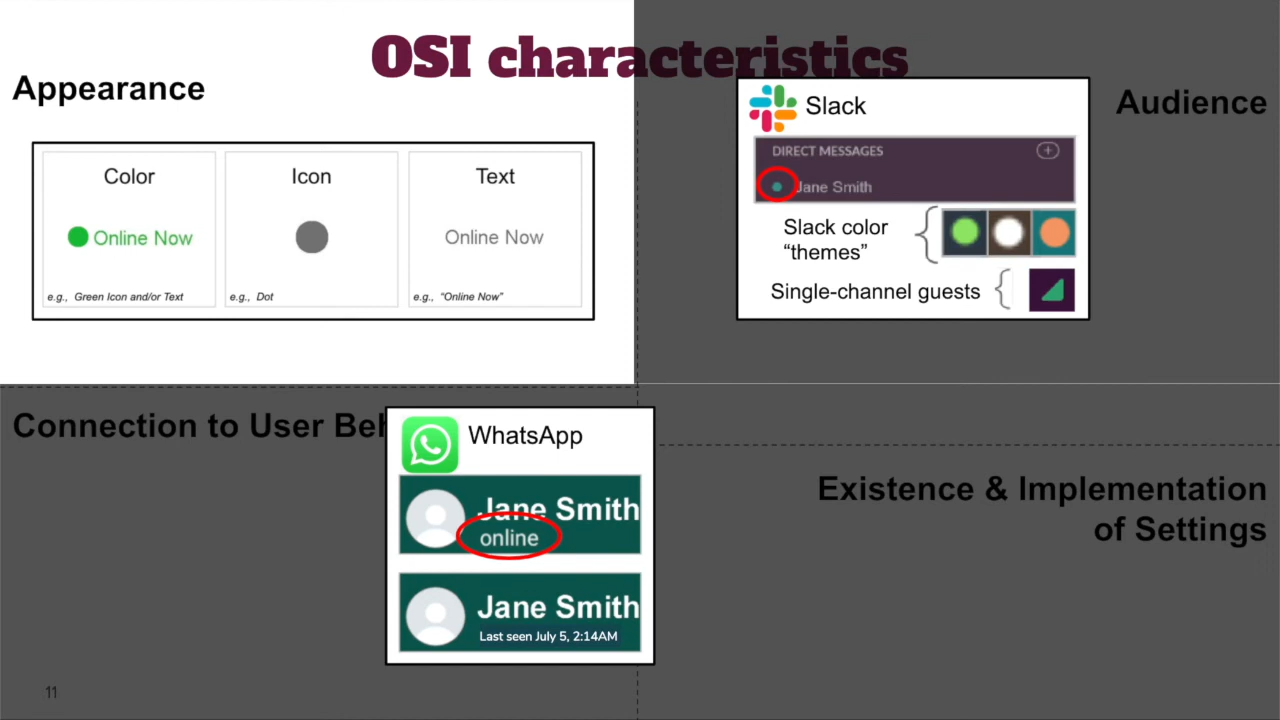 OSI characteristics
Appearance
Color
Online Now
e.g., Green Icon and/or Text
Icon
e.g., Dot
Text
Online Now
e.g., “Online Now”
Slack
DIRECT MESSAGES
Jane Smith
Slack color
“themes”
Single-channel guests
Audience
Connection to User Beh
WhatsApp
Jane Smith
online
Jane Smith
Last seen July 5, 2:14AM
Existence & Implementation
of Settings
11